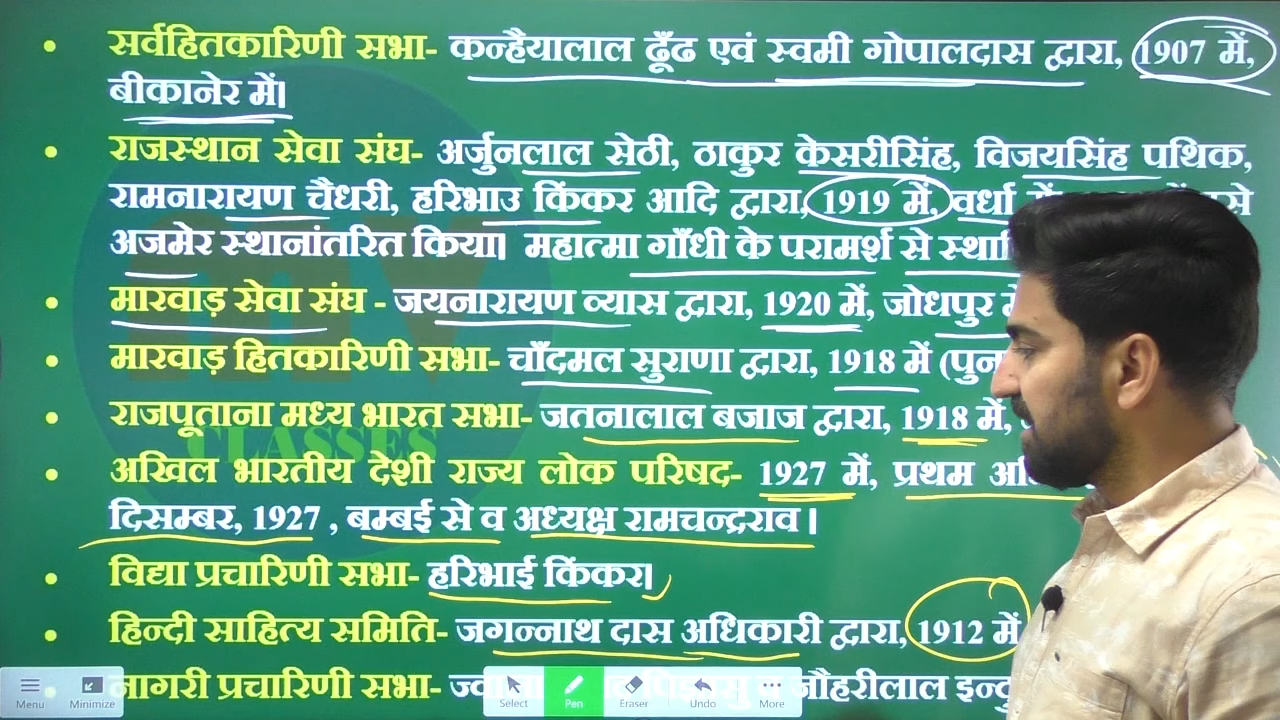 • सर्वहितकारिणी सभा- कन्हैयालाल ढूँढ एवं स्वमी गोपालदास द्वारा, 1907 में,
बीकानेर में।
• राजस्थान सेवा संघ- अर्जुनलाल सेठी, ठाकुर केसरीसिंह, विजयसिंह पथिक,
रामनारायण चैधरी, हरिभाउ किंकर आदि द्वारा, 1919 में, वर्धा
अजमेर स्थानांतरित किया। महात्मा गाँधी के परामर्श से
• मारवाड़ सेवा संघ - जयनारायण व्यास द्वारा, 1920 में, जोधपुर
• मारवाड़ हितकारिणी सभा- चाँदमल सुराणा द्वारा, 1918 में
• राजपूताना मध्य भारत सभा- जतनालाल बजाज द्वारा, 1918 में,
• अखिल भारतीय देशी राज्य लोक परिषद- 1927 में, प्रथम
दिसम्बर, 1927 , बम्बई से व अध्यक्ष रामचन्द्रराव ।
CLASSES
• विद्या प्रचारिणी सभा- हरिभाई किंकर।
• हिन्दी साहित्य समिति- जगन्नाथ दास अधिकारी द्वारा, 1912 में
• नागरी प्रचारिणी सभा- जौहरीलाल
Menu Minimize Select Pen Eraser Undo More